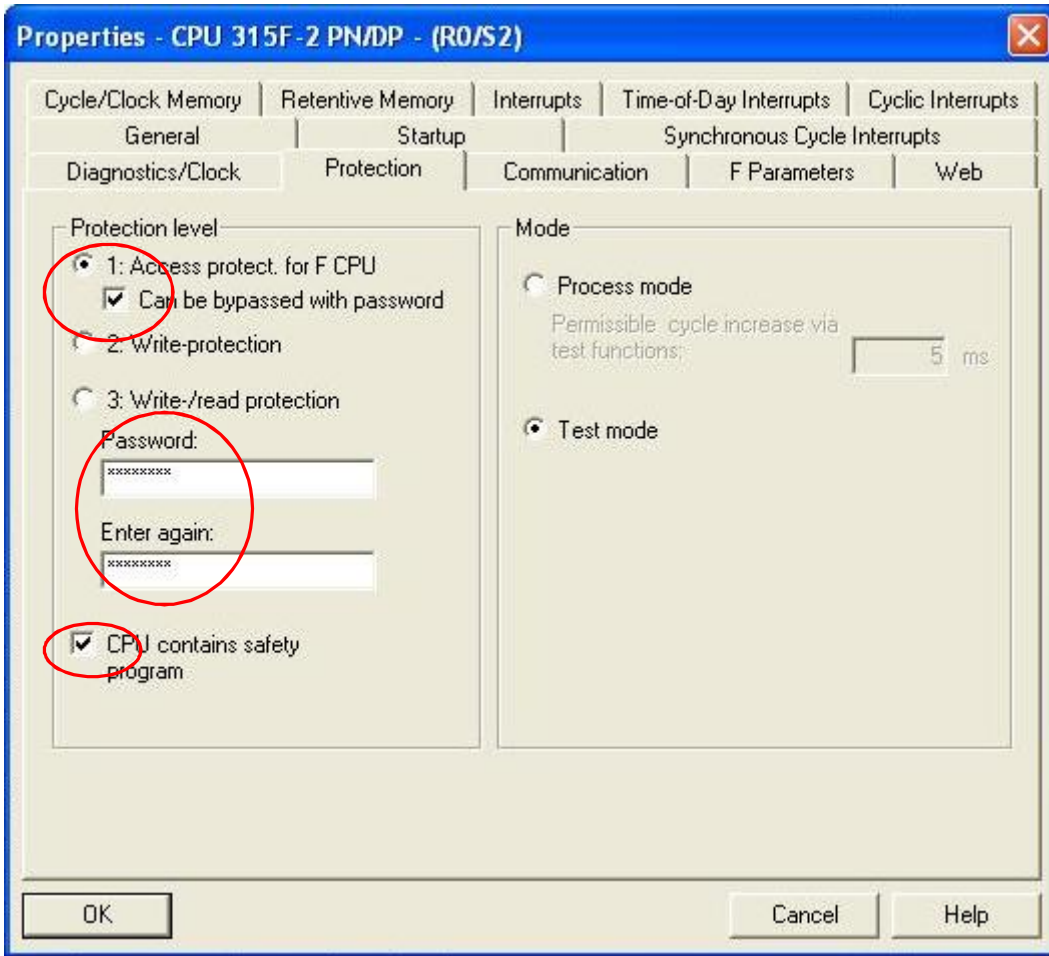 Properties - CPU 315F-2 PN/DP - (R0/S2)
Cycle/Clock Memory
Retentive Memory
Interrupts
Time-of-Day Interrupts
Cyclic Interrupts
General
Startup
Synchronous Cycle Interrupts
Diagnostics/Clock
Protection
Communication
F Parameters
Web
Protection level
1: Access protect. for F CPU
Can be bypassed with password
2: Write-protection
3: Write-/read protection
Password:
********
Enter again:
********
CPU contains safety
program
Mode
Process mode
Permissible cycle increase via
test functions:
5 ms
Test mode
OK
Cancel
Help